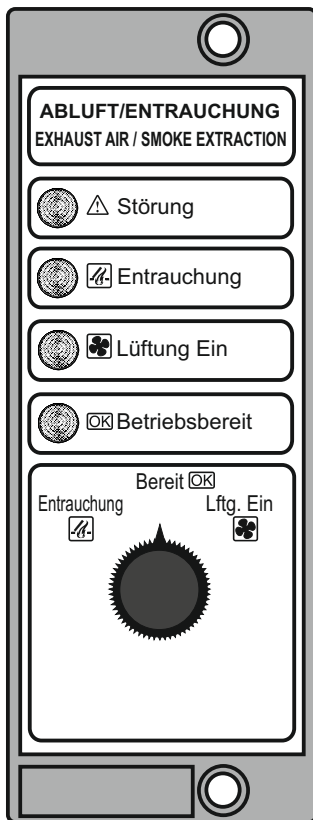 ABLUFT/ENTRAUCHUNG
EXHAUST AIR / SMOKE EXTRACTION
Störung
Entrauchung
Lüftung Ein
OK Betriebsbereit
Bereit OK
Entrauchung
Lftg. Ein